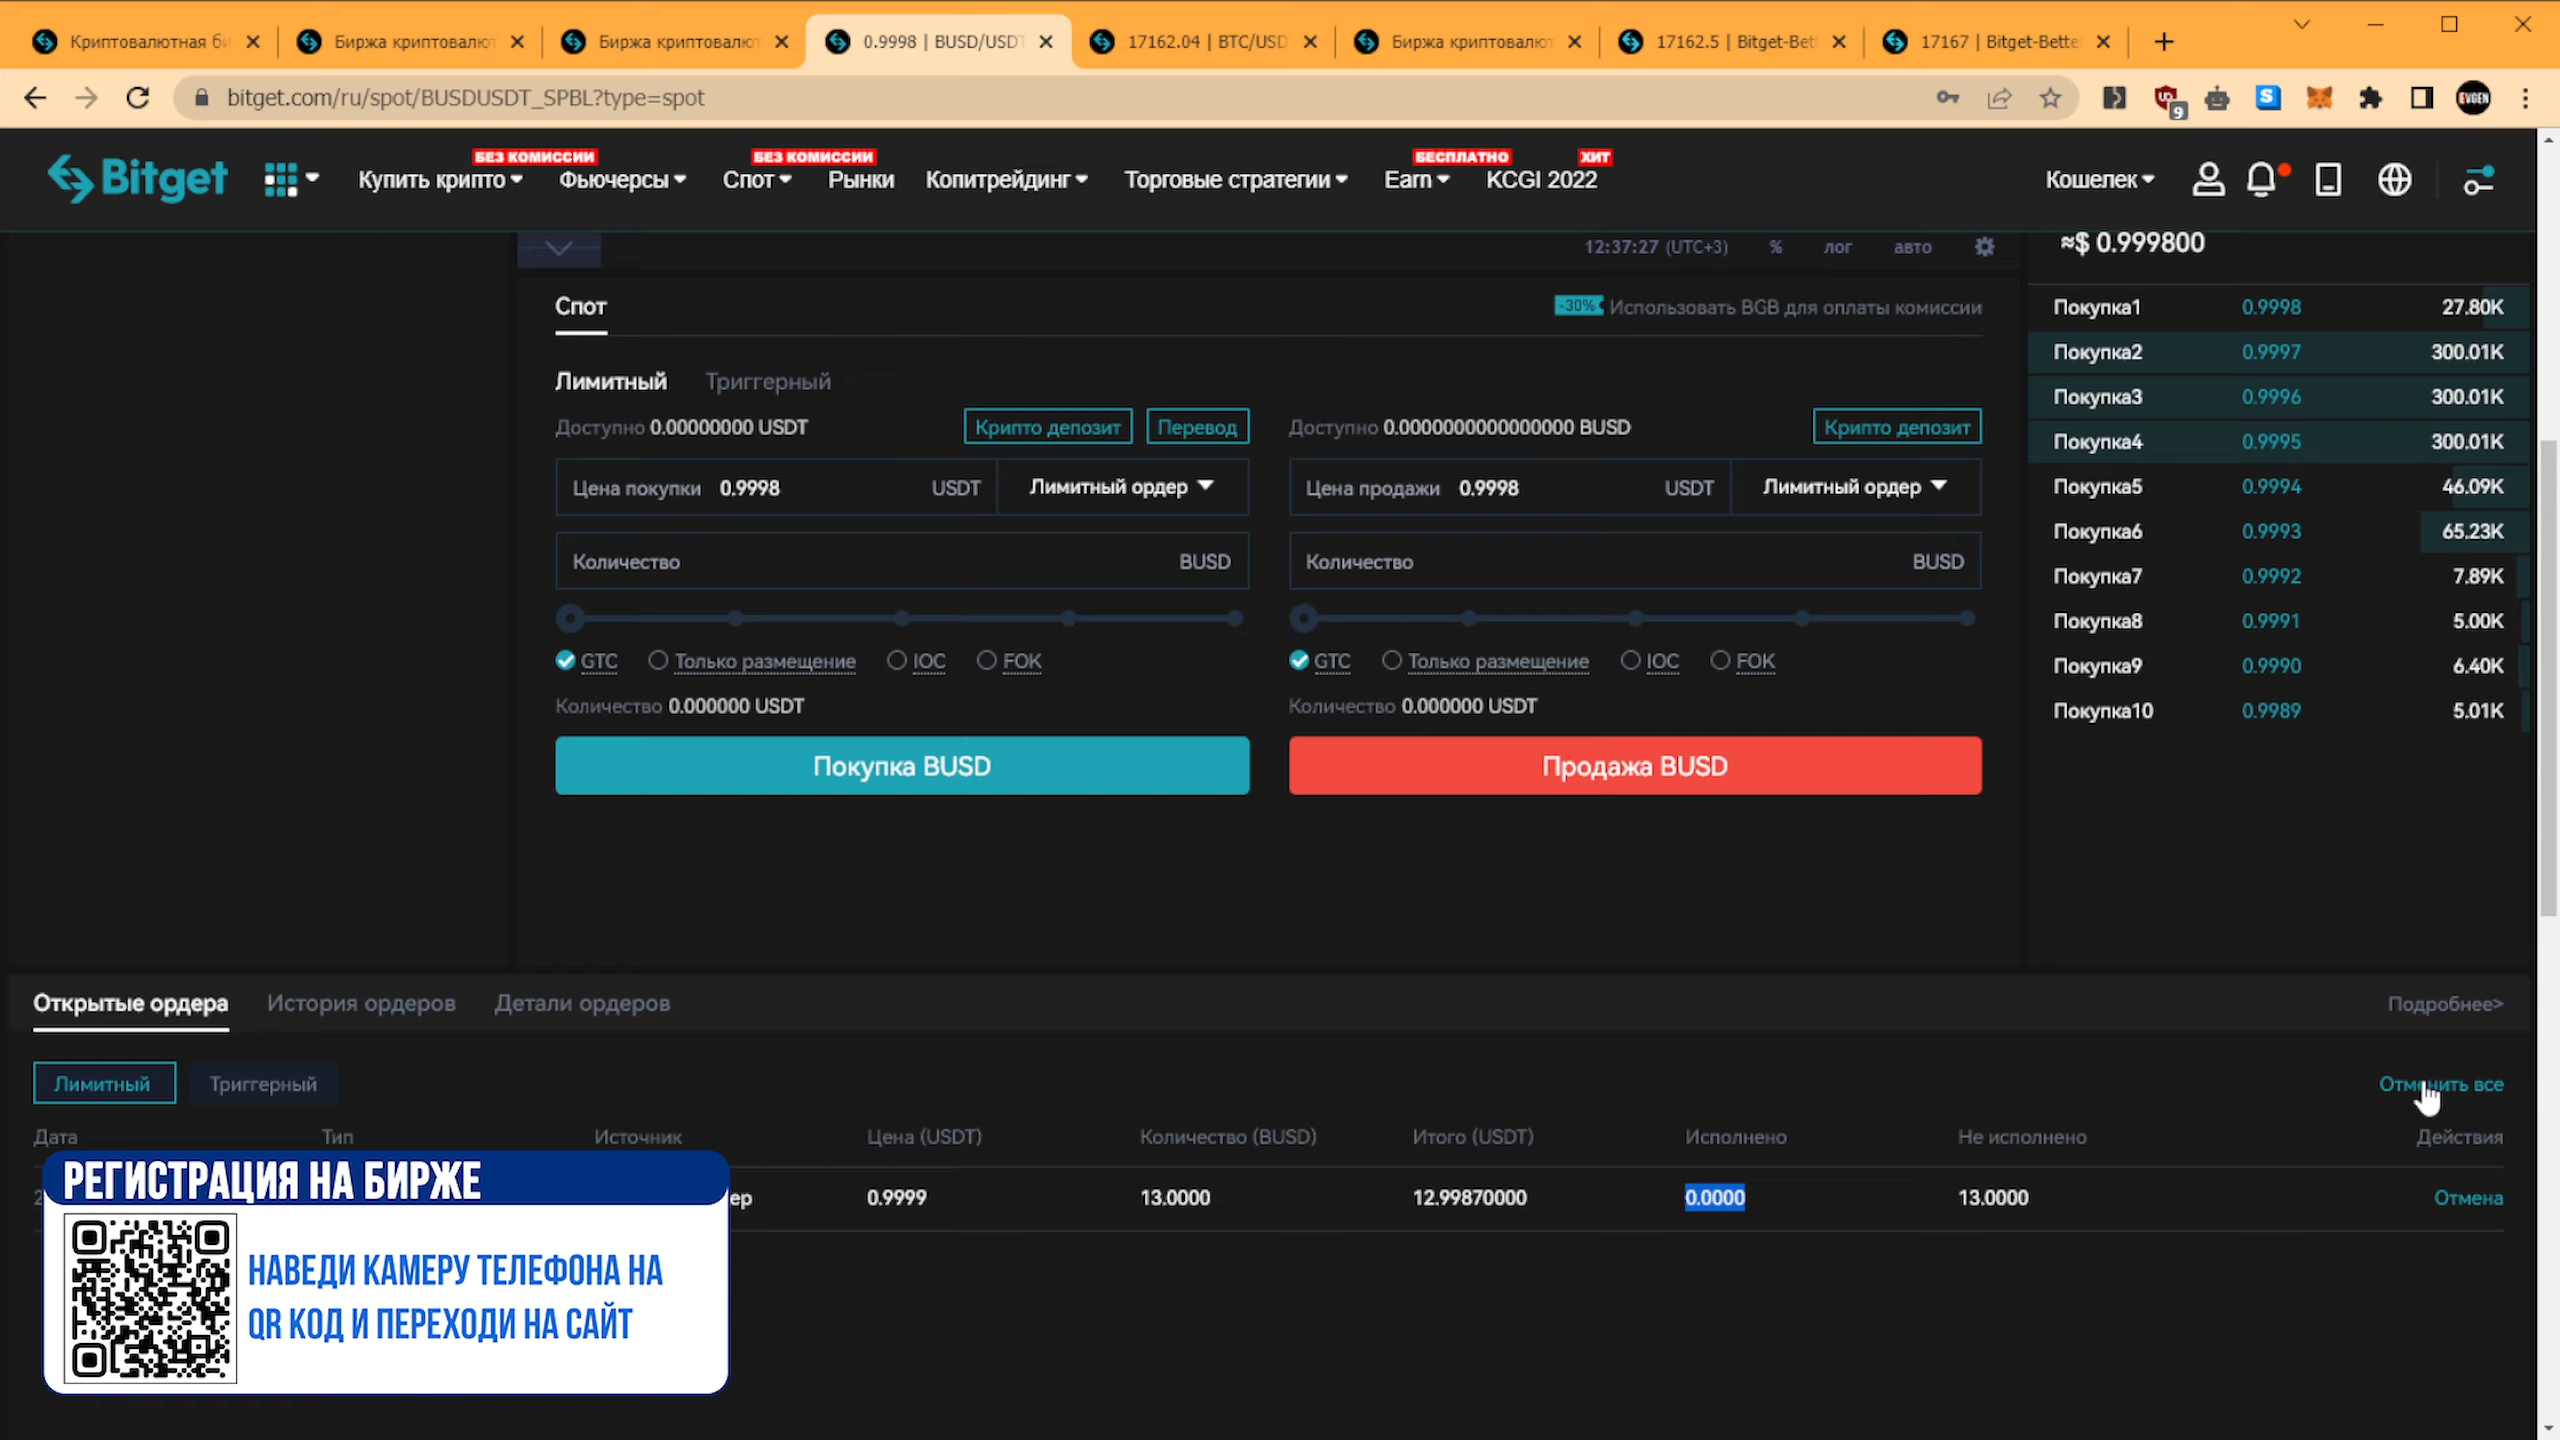 Криптовалютная би
Биржа криптовалют
Биржа криптовалют
0.9998 | BUSD/USDT
17162.04 | BTC/USD
Биржа криптовалют
17162.5 | Bitget-Bett
17167 | Bitget-Bette
bitget.com/ru/spot/BUSDUSDT_SPBL?type=spot
9
EVGEN
Bitget
БЕЗ КОМИССИИ
БЕЗ КОМИССИИ
БЕСПЛАТНО
ХИТ
Купить крипто
Фьючерсы
Спот
Рынки
Копитрейдинг
Торговые стратегии
Earn
KCGI 2022
Кошелек
12:37:27 (UTC+3) % лог авто
≈$ 0.999800
Спот
-30% Использовать BGB для оплаты комиссии
Лимитный Триггерный
Доступно 0.00000000 USDT Крипто депозит Перевод
Цена покупки 0.9998 USDT Лимитный ордер
Количество BUSD
GTC Только размещение IOC FOK
Количество 0.000000 USDT
Покупка BUSD
Доступно 0.0000000000000000 BUSD Крипто депозит
Цена продажи 0.9998 USDT Лимитный ордер
Количество BUSD
GTC Только размещение IOC FOK
Количество 0.000000 USDT
Продажа BUSD
Покупка1 0.9998 27.80K
Покупка2 0.9997 300.01K
Покупка3 0.9996 300.01K
Покупка4 0.9995 300.01K
Покупка5 0.9994 46.09K
Покупка6 0.9993 65.23K
Покупка7 0.9992 7.89K
Покупка8 0.9991 5.00K
Покупка9 0.9990 6.40K
Покупка10 0.9989 5.01K
Открытые ордера История ордеров Детали ордеров Подробнее>
Лимитный Триггерный Отменить все
Дата Тип Источник Цена (USDT) Количество (BUSD) Итого (USDT) Исполнено Не исполнено Действия
2 ер 0.9999 13.0000 12.99870000 0.0000 13.0000 Отмена
РЕГИСТРАЦИЯ НА БИРЖЕ
НАВЕДИ КАМЕРУ ТЕЛЕФОНА НА
QR КОД И ПЕРЕХОДИ НА САЙТ